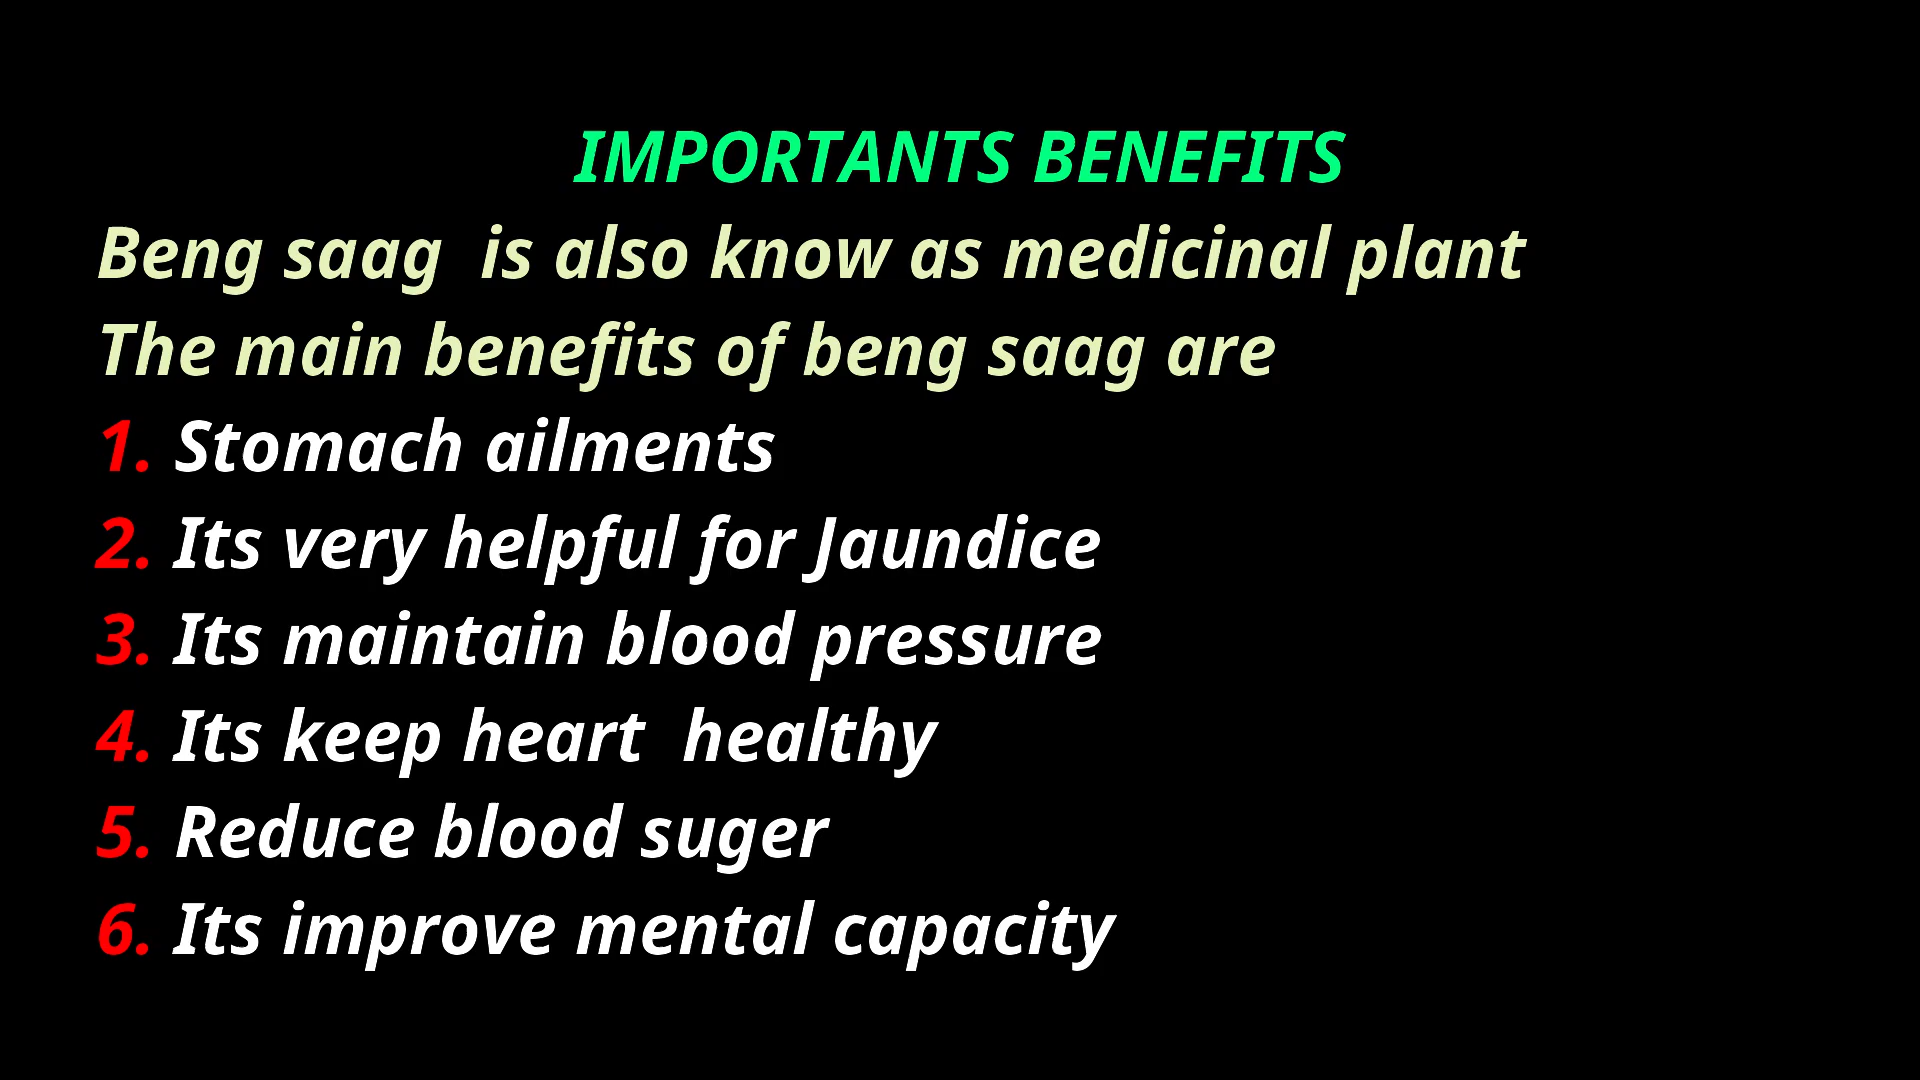 IMPORTANTS BENEFITS
Beng saag  is also know as medicinal plant
The main benefits of beng saag are
1. Stomach ailments
2. Its very helpful for Jaundice
3. Its maintain blood pressure
4. Its keep heart  healthy
5. Reduce blood suger
6. Its improve mental capacity